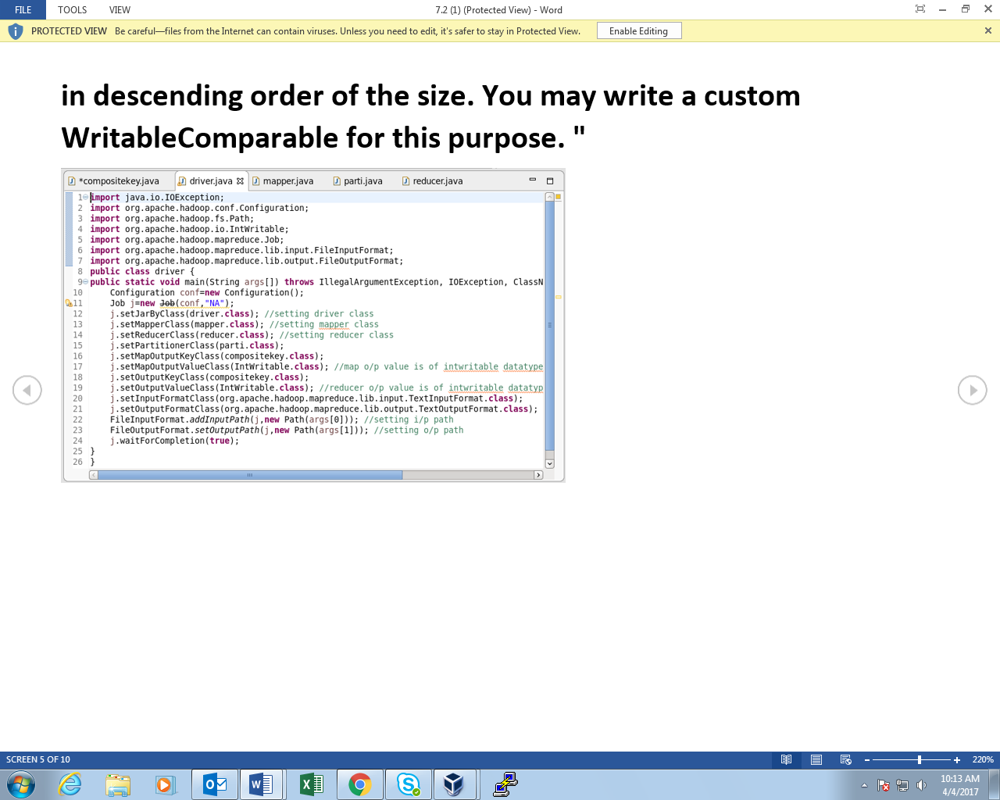 FILE TOOLS VIEW 7.2 (1) (Protected View) - Word
PROTECTED VIEW Be careful—files from the Internet can contain viruses. Unless you need to edit, it's safer to stay in Protected View. Enable Editing
in descending order of the size. You may write a custom
WritableComparable for this purpose. "
*compositekey.java driver.java mapper.java parti.java reducer.java
1 import java.io.IOException;
2 import org.apache.hadoop.conf.Configuration;
3 import org.apache.hadoop.fs.Path;
4 import org.apache.hadoop.io.IntWritable;
5 import org.apache.hadoop.mapreduce.Job;
6 import org.apache.hadoop.mapreduce.lib.input.FileInputFormat;
7 import org.apache.hadoop.mapreduce.lib.output.FileOutputFormat;
8 public class driver {
9 public static void main(String args[]) throws IllegalArgumentException, IOException, ClassN
10 Configuration conf=new Configuration();
11 Job j=new Job(conf,"NA");
12 j.setJarByClass(driver.class); //setting driver class
13 j.setMapperClass(mapper.class); //setting mapper class
14 j.setReducerClass(reducer.class); //setting reducer class
15 j.setPartitionerClass(parti.class);
16 j.setMapOutputKeyClass(compositekey.class);
17 j.setMapOutputValueClass(IntWritable.class); //map o/p value is of intwritable datatype
18 j.setOutputKeyClass(compositekey.class);
19 j.setOutputValueClass(IntWritable.class); //reducer o/p value is of intwritable datatyp
20 j.setInputFormatClass(org.apache.hadoop.mapreduce.lib.input.TextInputFormat.class);
21 j.setOutputFormatClass(org.apache.hadoop.mapreduce.lib.output.TextOutputFormat.class);
22 FileInputFormat.addInputPath(j,new Path(args[0])); //setting i/p path
23 FileOutputFormat.setOutputPath(j,new Path(args[1])); //setting o/p path
24 j.waitForCompletion(true);
25 }
26 }
SCREEN 5 OF 10 220%
10:13 AM
4/4/2017